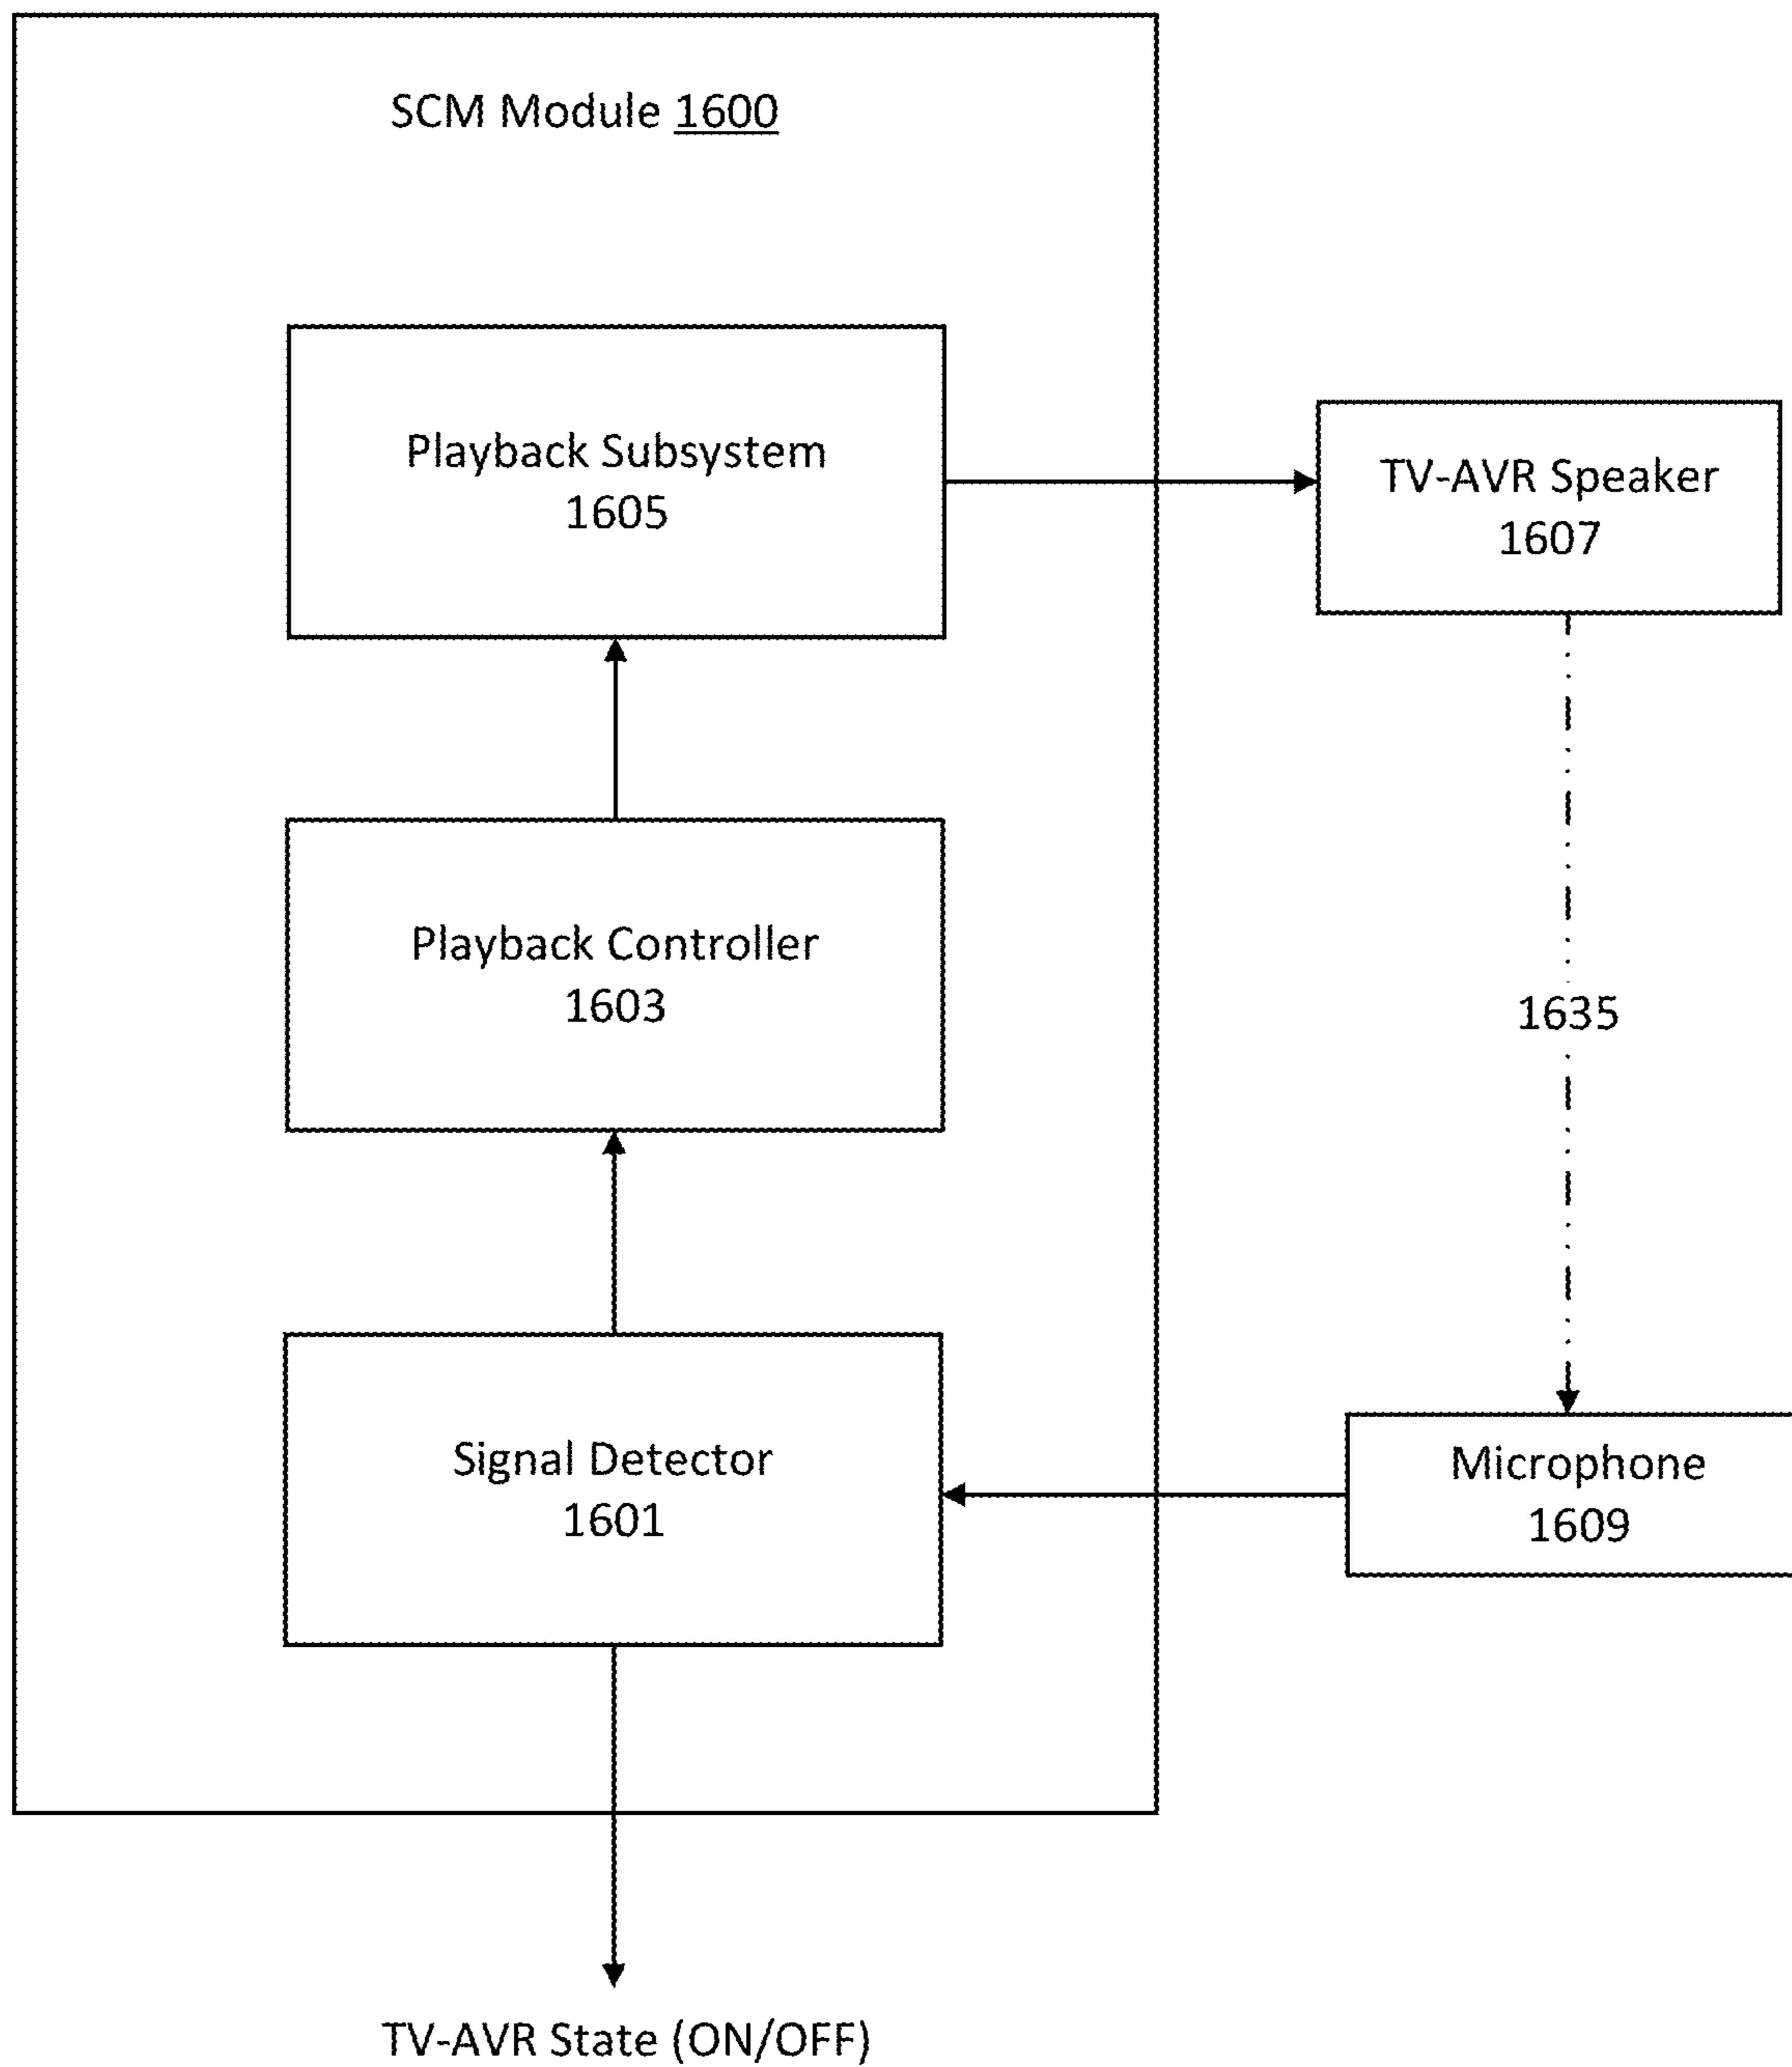 SCM Module 1600
Playback Subsystem
1605
TV-AVR Speaker
1607
Playback Controller
1603
1635
Signal Detector
1601
Microphone
1609
TV-AVR State (ON/OFF)